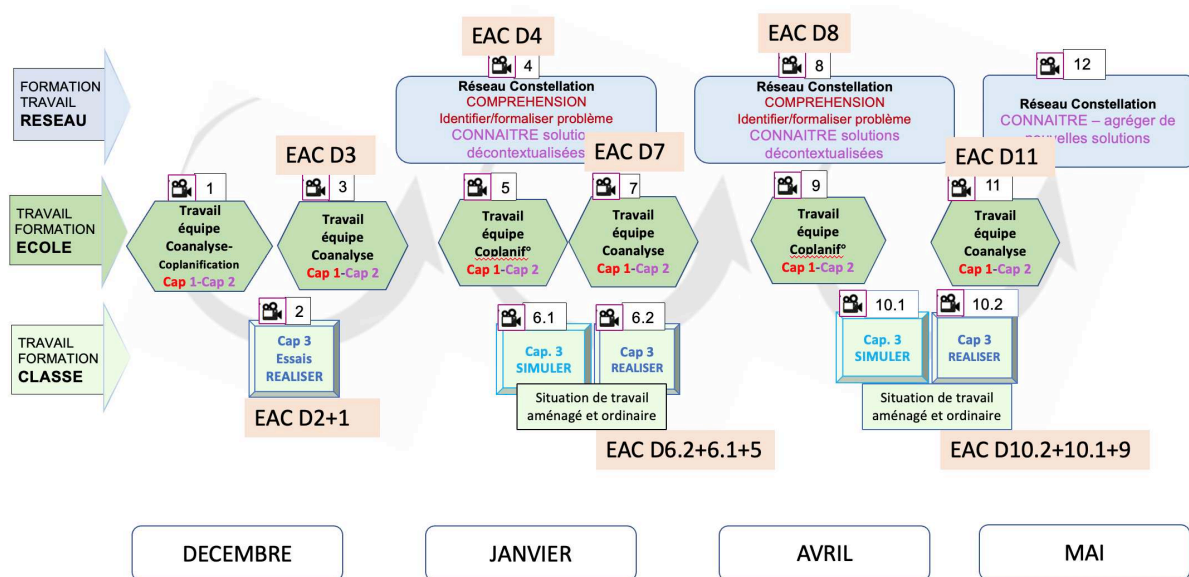 EAC D4
EAC D8
4
8
12
FORMATION
TRAVAIL
RESEAU
Réseau Constellation
COMPREHENSION
Identifier/formaliser problème
CONNAITRE solutions
décontextualisées
Réseau Constellation
COMPREHENSION
Identifier/formaliser problème
CONNAITRE solutions
décontextualisées
Réseau Constellation
CONNAITRE – agréger de
nouvelles solutions
EAC D3
EAC D7
EAC D11
1
3
5
7
9
11
TRAVAIL
FORMATION
ECOLE
Travail
équipe
Coanalyse-
Coplanification
Cap 1-Cap 2
Travail
équipe
Coanalyse
Cap 1-Cap 2
Travail
équipe
Coplanif°
Cap 1-Cap 2
Travail
équipe
Coanalyse
Cap 1-Cap 2
Travail
équipe
Coplanif°
Cap 1-Cap 2
Travail
équipe
Coanalyse
Cap 1-Cap 2
2
6.1
6.2
10.1
10.2
TRAVAIL
FORMATION
CLASSE
Cap 3
Essais
REALISER
Cap. 3
SIMULER
Cap 3
REALISER
Cap. 3
SIMULER
Cap 3
REALISER
Situation de travail
aménagé et ordinaire
Situation de travail
aménagé et ordinaire
EAC D2+1
EAC D6.2+6.1+5
EAC D10.2+10.1+9
DECEMBRE
JANVIER
AVRIL
MAI